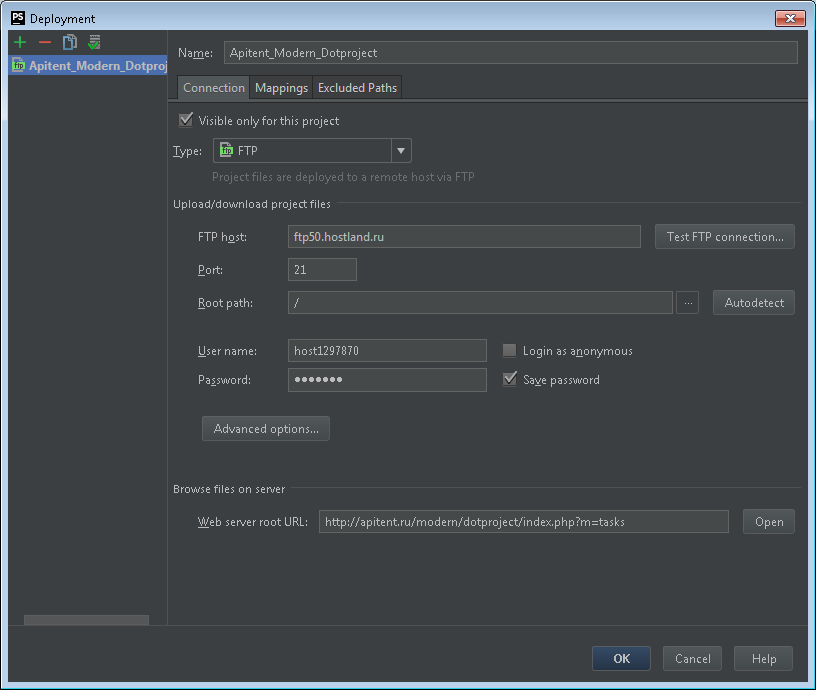 PS Deployment
Apitent_Modern_Dotproj
Name: Apitent_Modern_Dotproject
Connection Mappings Excluded Paths
Visible only for this project
Type: FTP
Project files are deployed to a remote host via FTP
Upload/download project files
FTP host: ftp50.hostland.ru Test FTP connection...
Port: 21
Root path: / ... Autodetect
User name: host1297870 Login as anonymous
Password: ••••••• Save password
Advanced options...
Browse files on server
Web server root URL: http://apitent.ru/modern/dotproject/index.php?m=tasks Open
OK Cancel Help